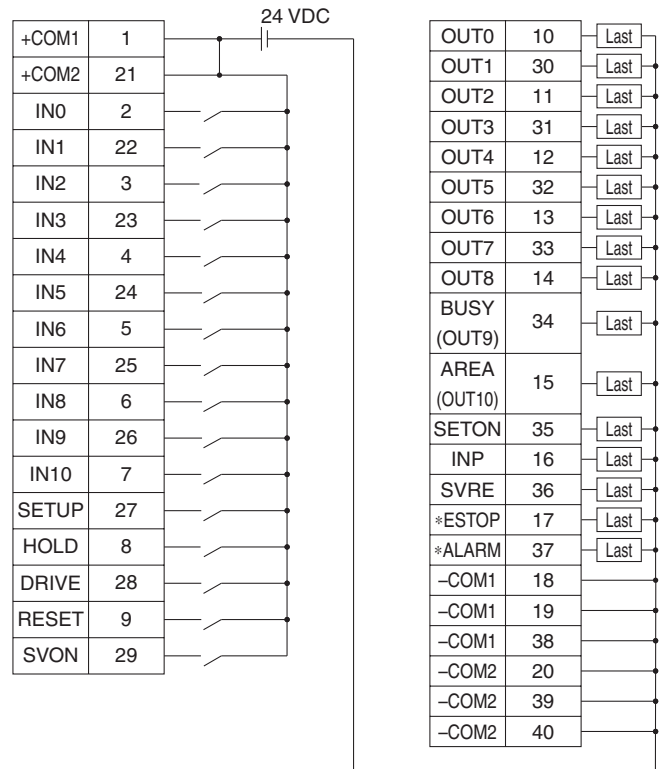 24 VDC
+COM1 1
+COM2 21
IN0 2
IN1 22
IN2 3
IN3 23
IN4 4
IN5 24
IN6 5
IN7 25
IN8 6
IN9 26
IN10 7
SETUP 27
HOLD 8
DRIVE 28
RESET 9
SVON 29
OUT0 10 Last
OUT1 30 Last
OUT2 11 Last
OUT3 31 Last
OUT4 12 Last
OUT5 32 Last
OUT6 13 Last
OUT7 33 Last
OUT8 14 Last
BUSY
(OUT9) 34 Last
AREA
(OUT10) 15 Last
SETON 35 Last
INP 16 Last
SVRE 36 Last
*ESTOP 17 Last
*ALARM 37 Last
–COM1 18
–COM1 19
–COM1 38
–COM2 20
–COM2 39
–COM2 40